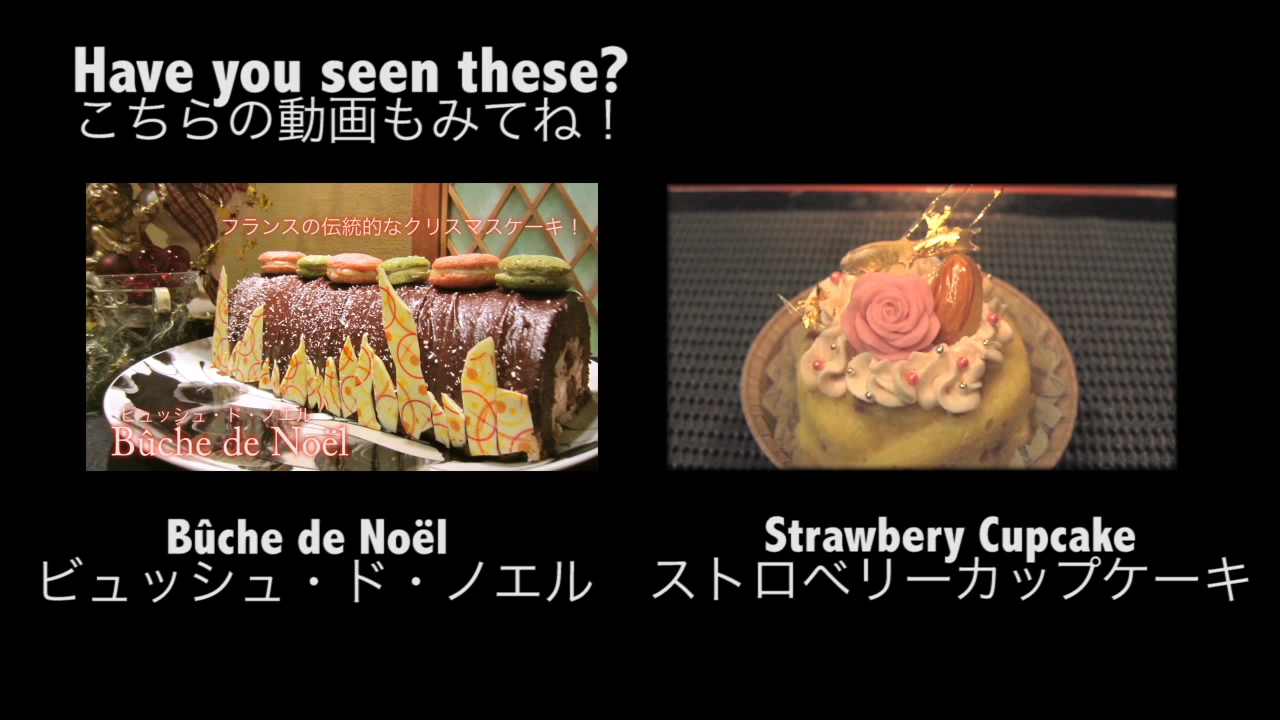 Have you seen these?
こちらの動画もみてね！
フランスの伝統的なクリスマスケーキ！
ビュッシュ・ド・ノエル
Bûche de Noël
Bûche de Noël
ビュッシュ・ド・ノエル
Strawbery Cupcake
ストロベリーカップケーキ